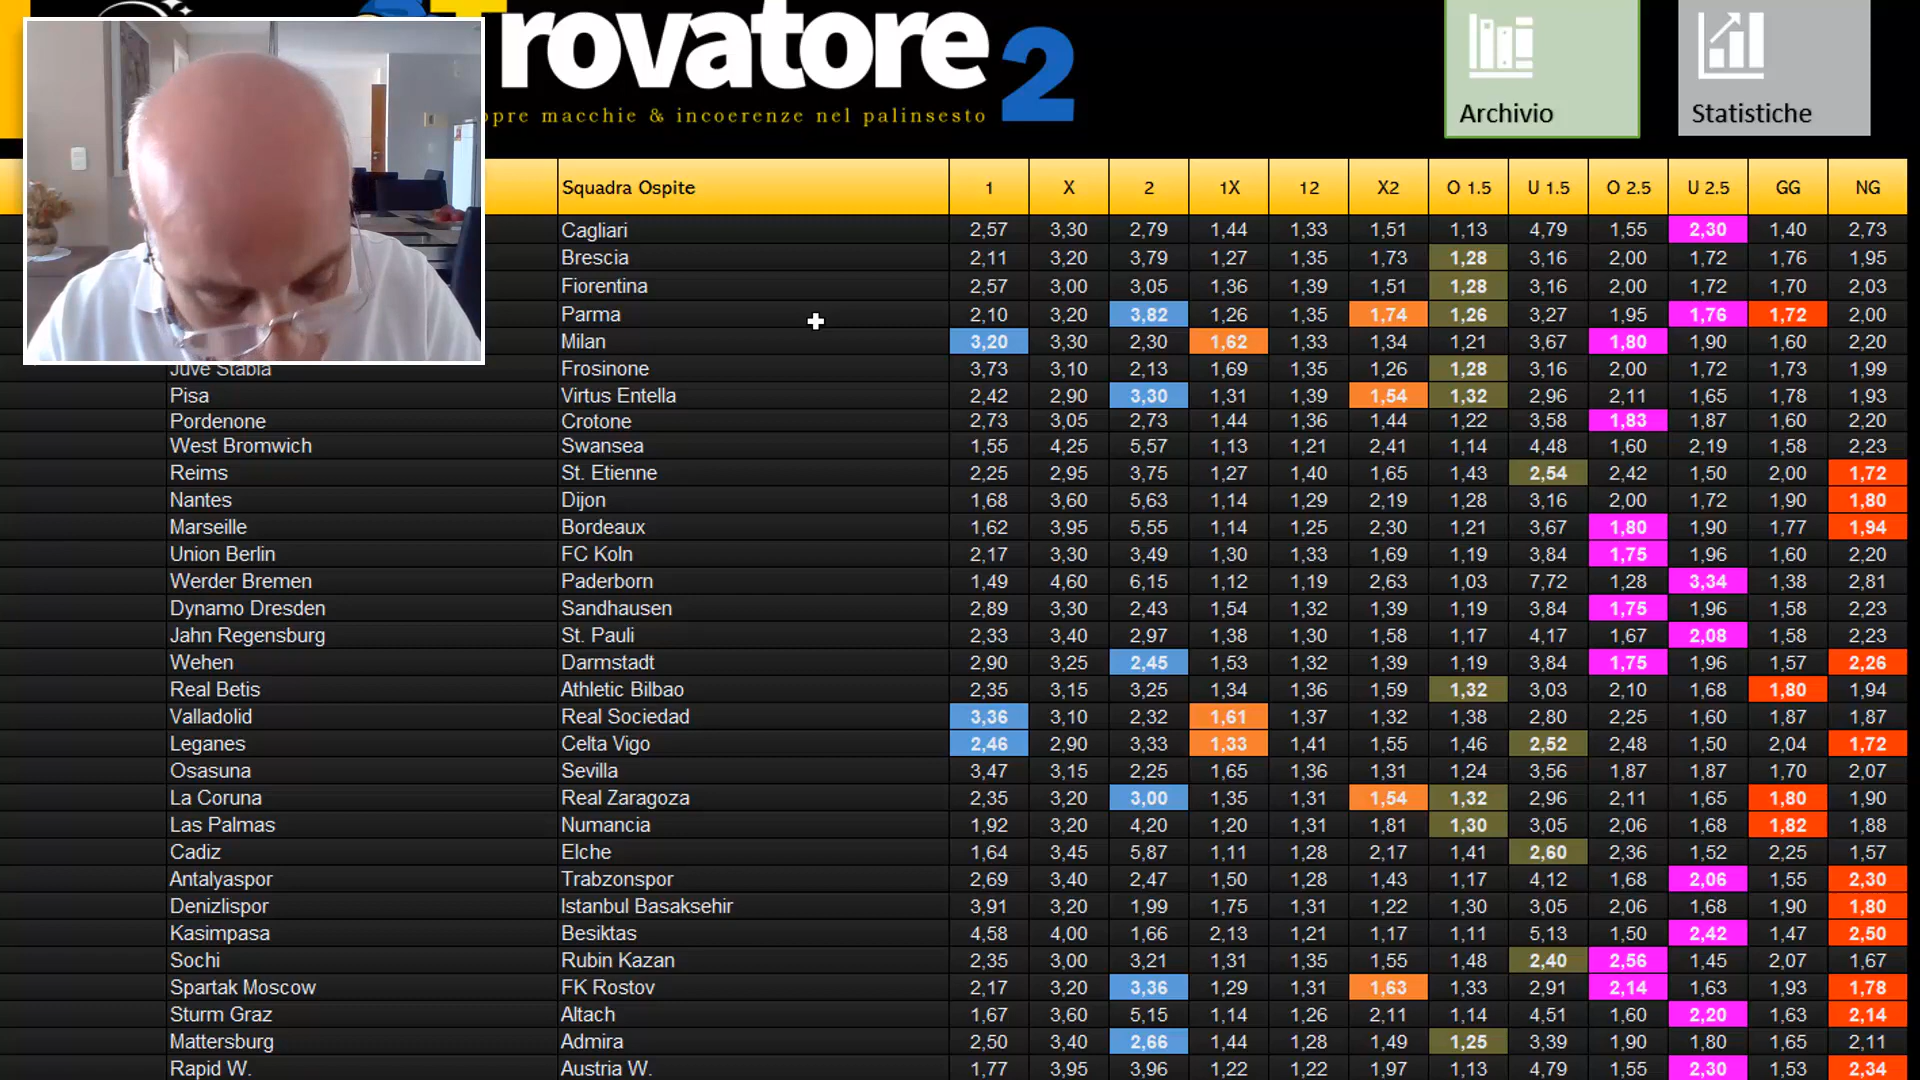 Trovatore 2
opre macchie & incoerenze nel palinsesto
Archivio
Statistiche
Squadra Ospite 1 X 2 1X 12 X2 O 1.5 U 1.5 O 2.5 U 2.5 GG NG
Cagliari 2,57 3,30 2,79 1,44 1,33 1,51 1,13 4,79 1,55 2,30 1,40 2,73
Brescia 2,11 3,20 3,79 1,27 1,35 1,73 1,28 3,16 2,00 1,72 1,76 1,95
Fiorentina 2,57 3,00 3,05 1,36 1,39 1,51 1,28 3,16 2,00 1,72 1,70 2,03
Parma 2,10 3,20 3,82 1,26 1,35 1,74 1,26 3,27 1,95 1,76 1,72 2,00
Milan 3,20 3,30 2,30 1,62 1,33 1,34 1,21 3,67 1,80 1,90 1,60 2,20
Juve Stabia Frosinone 3,73 3,10 2,13 1,69 1,35 1,26 1,28 3,16 2,00 1,72 1,73 1,99
Pisa Virtus Entella 2,42 2,90 3,30 1,31 1,39 1,54 1,32 2,96 2,11 1,65 1,78 1,93
Pordenone Crotone 2,73 3,05 2,73 1,44 1,36 1,44 1,22 3,58 1,83 1,87 1,60 2,20
West Bromwich Swansea 1,55 4,25 5,57 1,13 1,21 2,41 1,14 4,48 1,60 2,19 1,58 2,23
Reims St. Etienne 2,25 2,95 3,75 1,27 1,40 1,65 1,43 2,54 2,42 1,50 2,00 1,72
Nantes Dijon 1,68 3,60 5,63 1,14 1,29 2,19 1,28 3,16 2,00 1,72 1,90 1,80
Marseille Bordeaux 1,62 3,95 5,55 1,14 1,25 2,30 1,21 3,67 1,80 1,90 1,77 1,94
Union Berlin FC Koln 2,17 3,30 3,49 1,30 1,33 1,69 1,19 3,84 1,75 1,96 1,60 2,20
Werder Bremen Paderborn 1,49 4,60 6,15 1,12 1,19 2,63 1,03 7,72 1,28 3,34 1,38 2,81
Dynamo Dresden Sandhausen 2,89 3,30 2,43 1,54 1,32 1,39 1,19 3,84 1,75 1,96 1,58 2,23
Jahn Regensburg St. Pauli 2,33 3,40 2,97 1,38 1,30 1,58 1,17 4,17 1,67 2,08 1,58 2,23
Wehen Darmstadt 2,90 3,25 2,45 1,53 1,32 1,39 1,19 3,84 1,75 1,96 1,57 2,26
Real Betis Athletic Bilbao 2,35 3,15 3,25 1,34 1,36 1,59 1,32 3,03 2,10 1,68 1,80 1,94
Valladolid Real Sociedad 3,36 3,10 2,32 1,61 1,37 1,32 1,38 2,80 2,25 1,60 1,87 1,87
Leganes Celta Vigo 2,46 2,90 3,33 1,33 1,41 1,55 1,46 2,52 2,48 1,50 2,04 1,72
Osasuna Sevilla 3,47 3,15 2,25 1,65 1,36 1,31 1,24 3,56 1,87 1,87 1,70 2,07
La Coruna Real Zaragoza 2,35 3,20 3,00 1,35 1,31 1,54 1,32 2,96 2,11 1,65 1,80 1,90
Las Palmas Numancia 1,92 3,20 4,20 1,20 1,31 1,81 1,30 3,05 2,06 1,68 1,82 1,88
Cadiz Elche 1,64 3,45 5,87 1,11 1,28 2,17 1,41 2,60 2,36 1,52 2,25 1,57
Antalyaspor Trabzonspor 2,69 3,40 2,47 1,50 1,28 1,43 1,17 4,12 1,68 2,06 1,55 2,30
Denizlispor Istanbul Basaksehir 3,91 3,20 1,99 1,75 1,31 1,22 1,30 3,05 2,06 1,68 1,90 1,80
Kasimpasa Besiktas 4,58 4,00 1,66 2,13 1,21 1,17 1,11 5,13 1,50 2,42 1,47 2,50
Sochi Rubin Kazan 2,35 3,00 3,21 1,31 1,35 1,55 1,48 2,40 2,56 1,45 2,07 1,67
Spartak Moscow FK Rostov 2,17 3,20 3,36 1,29 1,31 1,63 1,33 2,91 2,14 1,63 1,93 1,78
Sturm Graz Altach 1,67 3,60 5,15 1,14 1,26 2,11 1,14 4,51 1,60 2,20 1,63 2,14
Mattersburg Admira 2,50 3,40 2,66 1,44 1,28 1,49 1,25 3,39 1,90 1,80 1,65 2,11
Rapid W. Austria W. 1,77 3,95 3,96 1,22 1,22 1,97 1,13 4,79 1,55 2,30 1,53 2,34